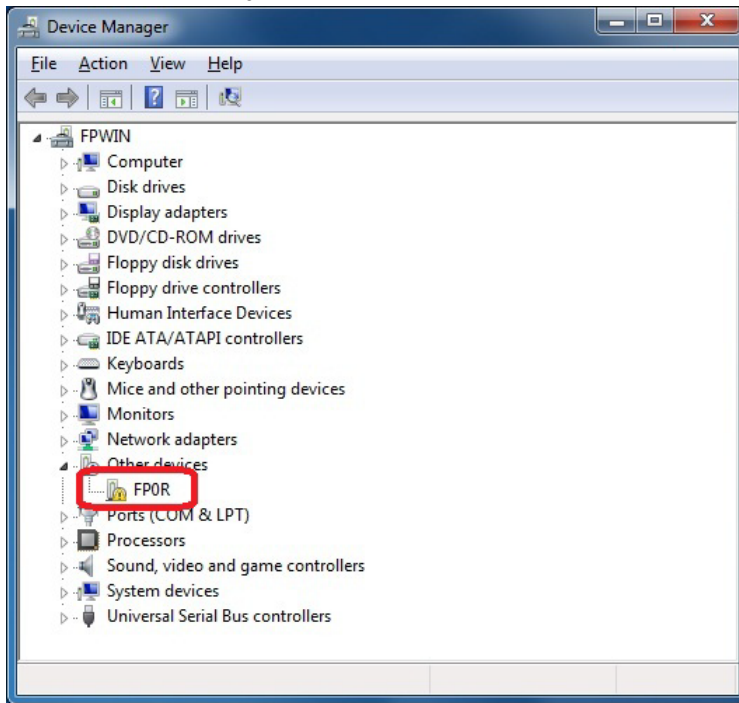 Device Manager
File Action View Help
FPWIN
Computer
Disk drives
Display adapters
DVD/CD-ROM drives
Floppy disk drives
Floppy drive controllers
Human Interface Devices
IDE ATA/ATAPI controllers
Keyboards
Mice and other pointing devices
Monitors
Network adapters
Other devices
FP0R
Ports (COM & LPT)
Processors
Sound, video and game controllers
System devices
Universal Serial Bus controllers